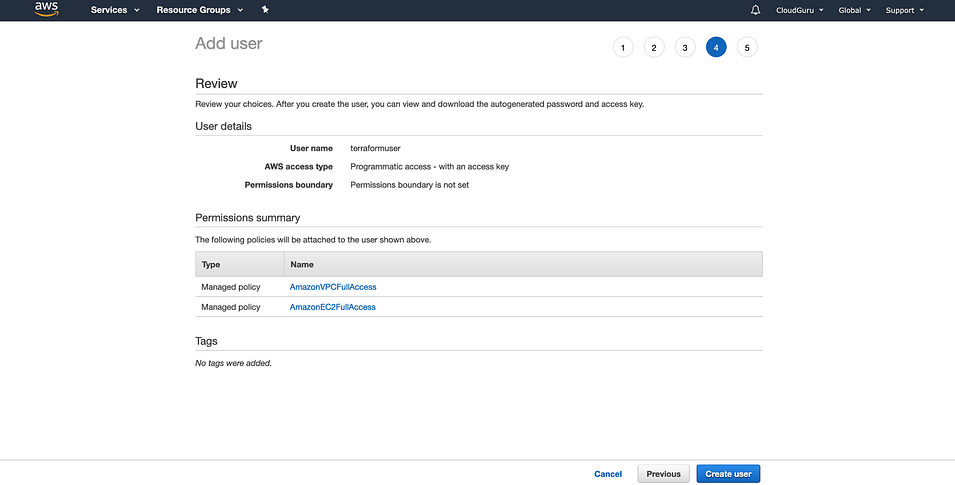 aws Services Resource Groups CloudGuru Global Support
Add user 1 2 3 4 5
Review
Review your choices. After you create the user, you can view and download the autogenerated password and access key.
User details
User name terraformuser
AWS access type Programmatic access - with an access key
Permissions boundary Permissions boundary is not set
Permissions summary
The following policies will be attached to the user shown above.
Type Name
Managed policy AmazonVPCFullAccess
Managed policy AmazonEC2FullAccess
Tags
No tags were added.
Cancel Previous Create user